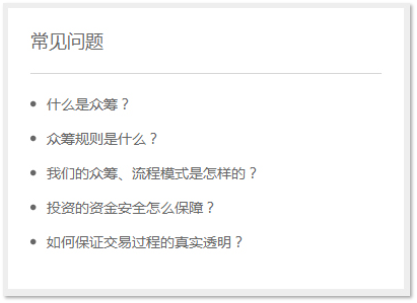 常见问题
什么是众筹？
众筹规则是什么？
我们的众筹、流程模式是怎样的？
投资的资金安全怎么保障？
如何保证交易过程的真实透明？